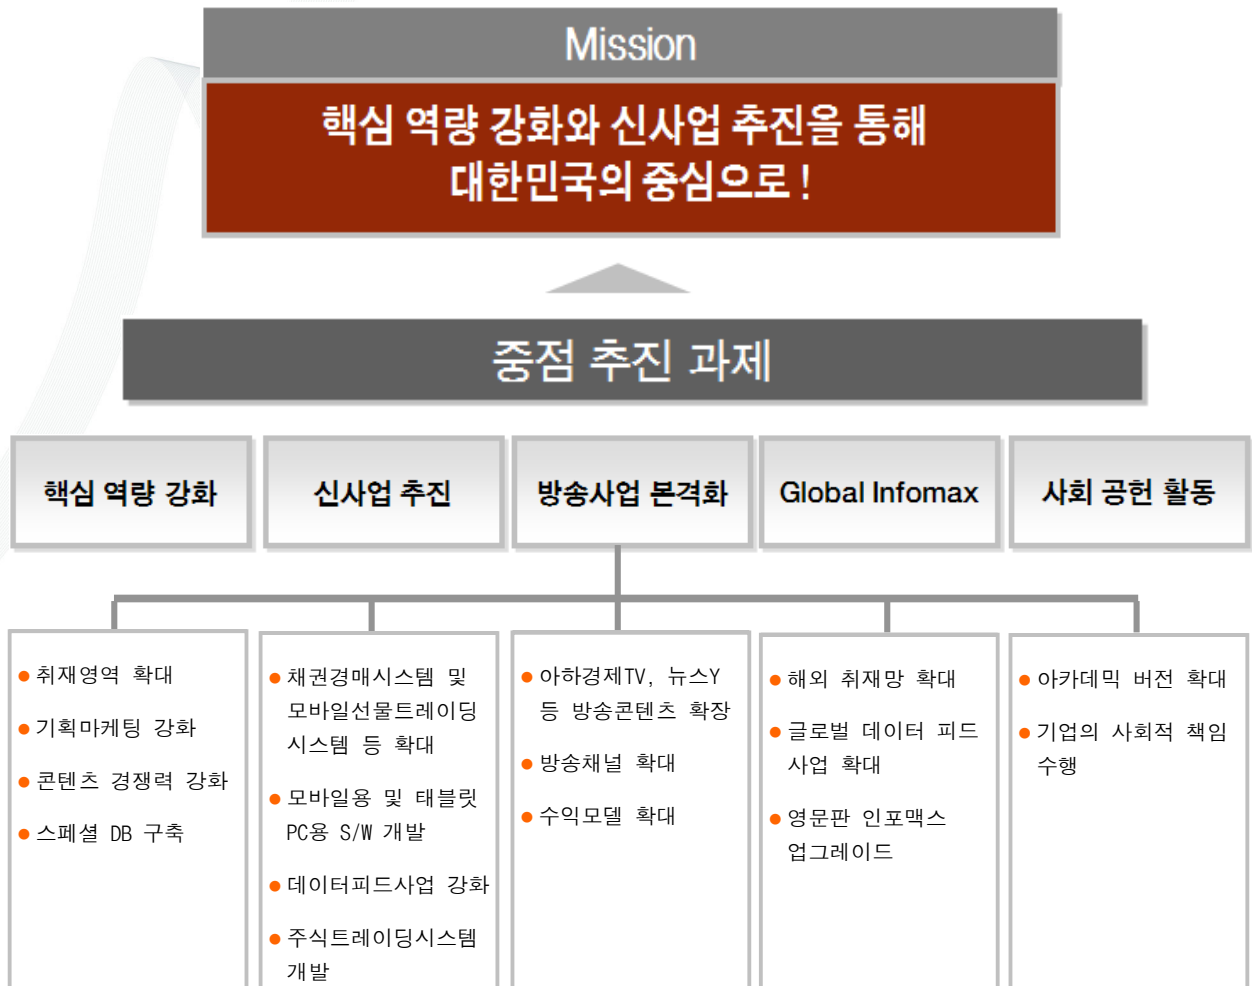 Mission
핵심 역량 강화와 신사업 추진을 통해
대한민국의 중심으로 !
중점 추진 과제
핵심 역량 강화
신사업 추진
방송사업 본격화
Global Infomax
사회 공헌 활동
취재영역 확대
기획마케팅 강화
콘텐츠 경쟁력 강화
스페셜 DB 구축
채권경매시스템 및
모바일선물트레이딩
시스템 등 확대
모바일용 및 태블릿
PC용 S/W 개발
데이터피드사업 강화
주식트레이딩시스템
개발
아하경제TV, 뉴스Y
등 방송콘텐츠 확장
방송채널 확대
수익모델 확대
해외 취재망 확대
글로벌 데이터 피드
사업 확대
영문판 인포맥스
업그레이드
아카데믹 버전 확대
기업의 사회적 책임
수행